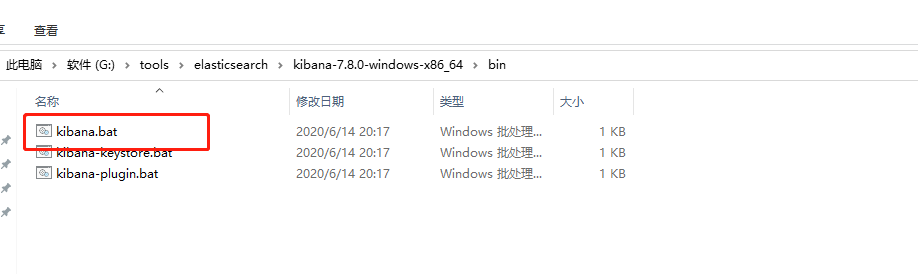 享 查看
此电脑 > 软件 (G:) > tools > elasticsearch > kibana-7.8.0-windows-x86_64 > bin
名称 修改日期 类型 大小
kibana.bat 2020/6/14 20:17 Windows 批处理... 1 KB
kibana-keystore.bat 2020/6/14 20:17 Windows 批处理... 1 KB
kibana-plugin.bat 2020/6/14 20:17 Windows 批处理... 1 KB